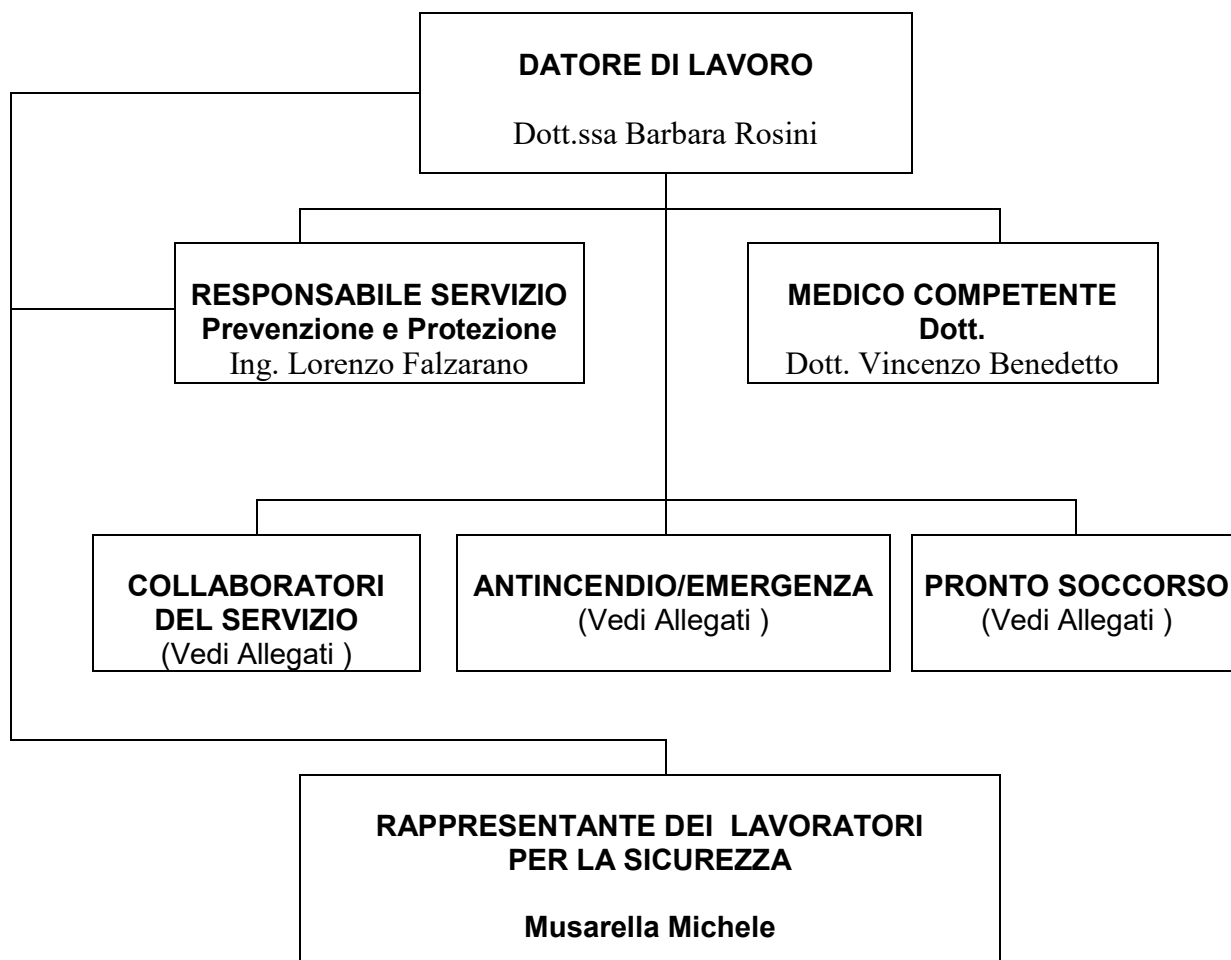 DATORE DI LAVORO
Dott.ssa Barbara Rosini
RESPONSABILE SERVIZIO
Prevenzione e Protezione
Ing. Lorenzo Falzarano
MEDICO COMPETENTE
Dott.
Dott. Vincenzo Benedetto
COLLABORATORI
DEL SERVIZIO
(Vedi Allegati )
ANTINCENDIO/EMERGENZA
(Vedi Allegati )
PRONTO SOCCORSO
(Vedi Allegati )
RAPPRESENTANTE DEI  LAVORATORI
PER LA SICUREZZA
Musarella Michele